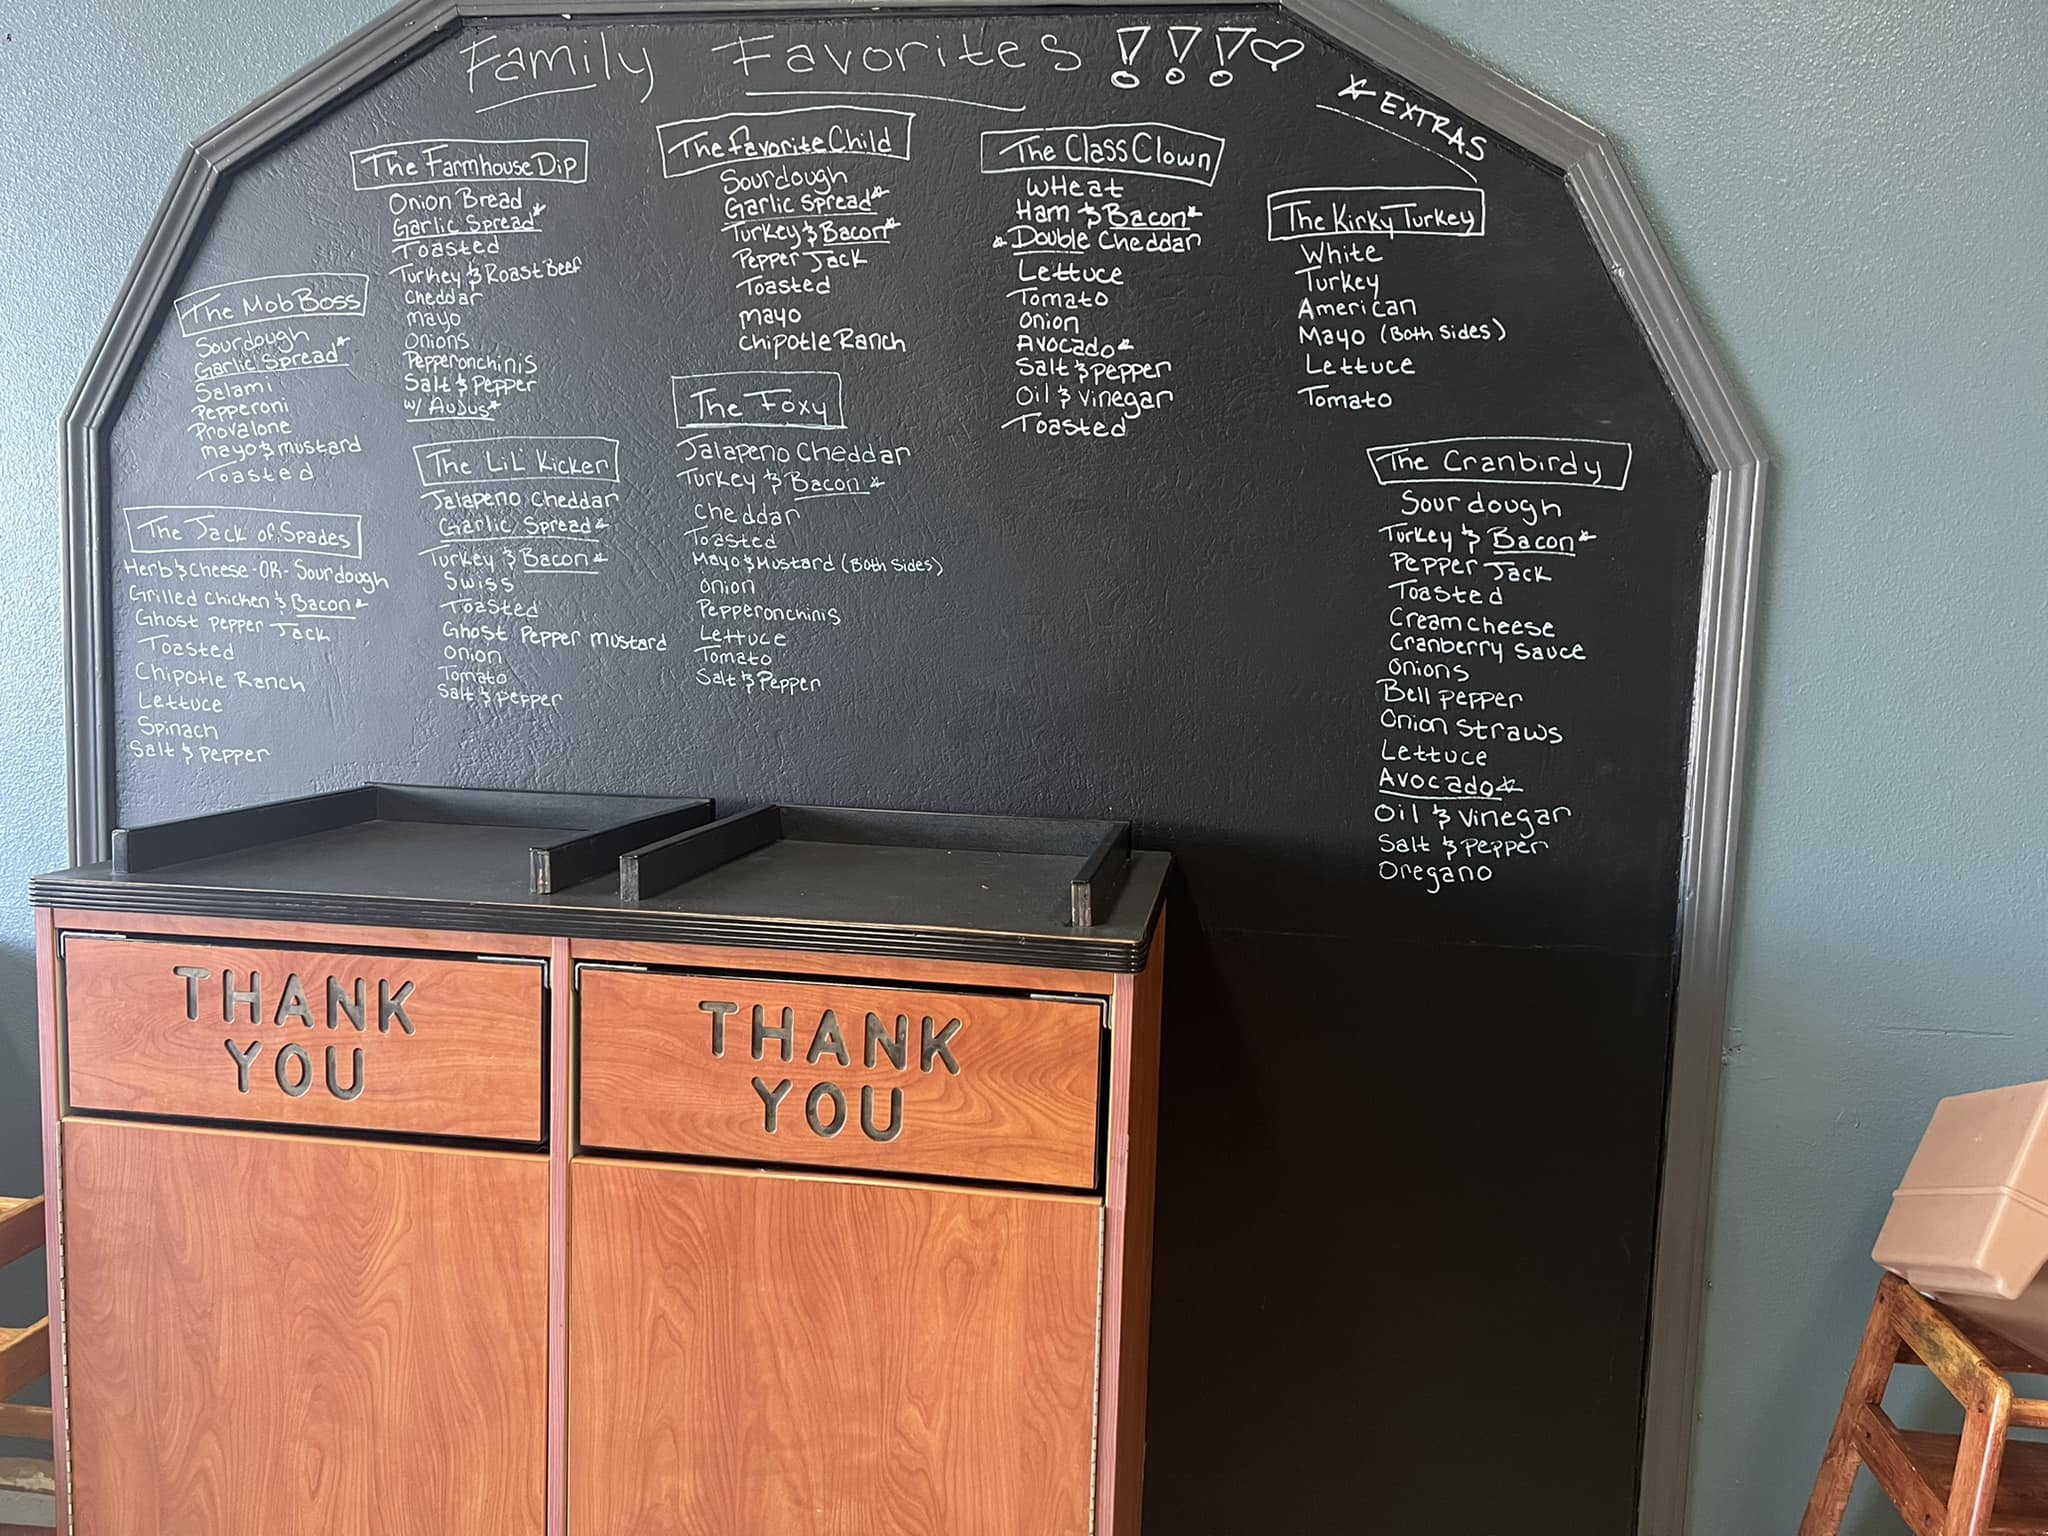 Family Favorites !!! ♡
* EXTRAS
The Mob Boss
Sourdough
Garlic Spread*
Salami
Pepperoni
Provalone
mayo & mustard
Toasted
The Jack of Spades
Herb & Cheese -OR- Sourdough
Grilled Chicken & Bacon*
Ghost Pepper Jack
Toasted
Chipotle Ranch
Lettuce
Spinach
Salt & Pepper
The Farmhouse Dip
Onion Bread
Garlic Spread*
Toasted
Turkey & Roast Beef
Cheddar
mayo
Onions
Pepperonchinis
Salt & Pepper
w/ AuJus*
The Lil' Kicker
Jalapeno Cheddar
Garlic Spread*
Turkey & Bacon*
Swiss
Toasted
Ghost Pepper mustard
Onion
Tomato
Salt & pepper
The Favorite Child
Sourdough
Garlic Spread*
Turkey & Bacon*
Pepper Jack
Toasted
mayo
Chipotle Ranch
The Foxy
Jalapeno Cheddar
Turkey & Bacon*
Cheddar
Toasted
Mayo & Mustard (Both Sides)
Onion
Pepperonchinis
Lettuce
Tomato
Salt & Pepper
The Class Clown
WHeat
Ham & Bacon*
* Double Cheddar
Lettuce
Tomato
Onion
Avocado*
Salt & pepper
Oil & Vinegar
Toasted
The Kirky Turkey
White
Turkey
American
Mayo (Both Sides)
Lettuce
Tomato
The Cranbirdy
Sourdough
Turkey & Bacon*
Pepper Jack
Toasted
Cream cheese
Cranberry Sauce
Onions
Bell pepper
Onion Straws
Lettuce
Avocado*
Oil & Vinegar
Salt & pepper
Oregano
THANK
YOU
THANK
YOU